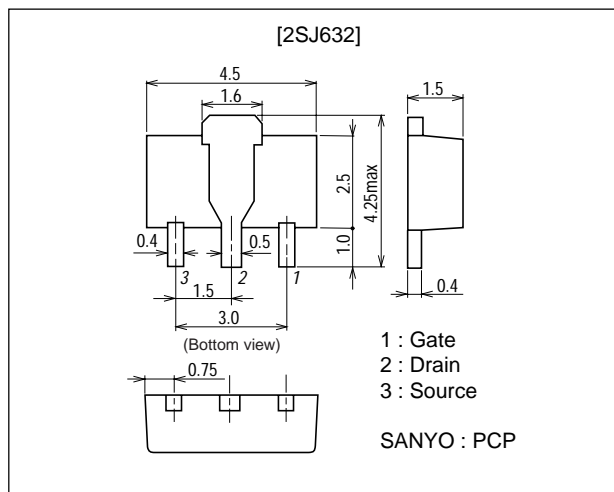 [2SJ632]
4.5
1.6
1.5
2.5
4.25max
1.0
0.4
0.5
3
2
1
1.5
0.4
3.0
(Bottom view)
0.75
1 : Gate
2 : Drain
3 : Source
SANYO : PCP